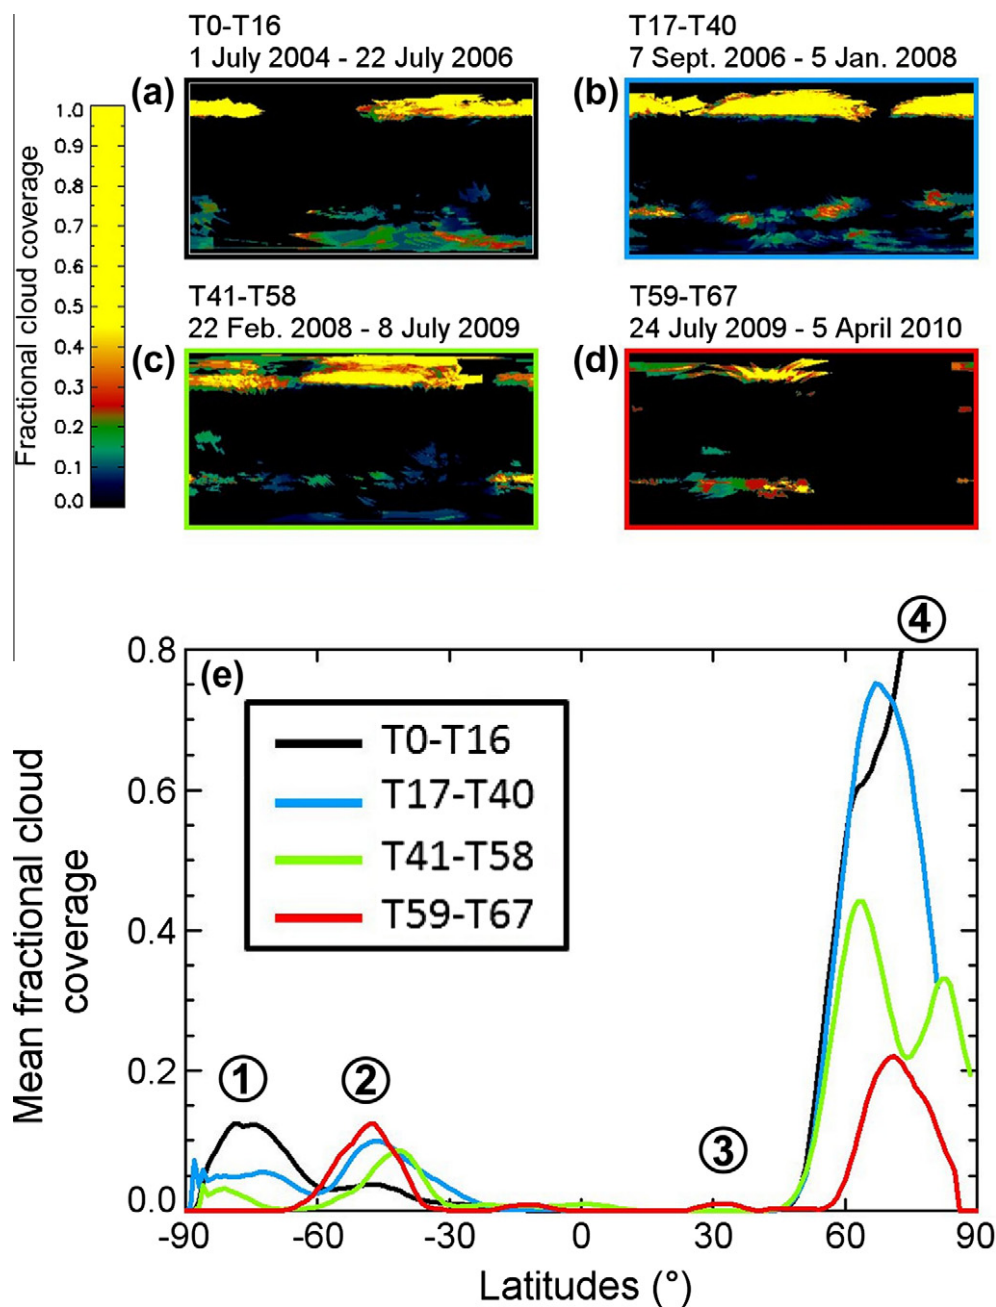 T0-T16
1 July 2004 - 22 July 2006
(a)
T17-T40
7 Sept. 2006 - 5 Jan. 2008
(b)
Fractional cloud coverage
1.0
0.9
0.8
0.7
0.6
0.5
0.4
0.3
0.2
0.1
0.0
T41-T58
22 Feb. 2008 - 8 July 2009
(c)
T59-T67
24 July 2009 - 5 April 2010
(d)
(e)
T0-T16
T17-T40
T41-T58
T59-T67
1
2
3
4
Mean fractional cloud
coverage
0.8
0.6
0.4
0.2
0.0
-90
-60
-30
0
30
60
90
Latitudes (°)